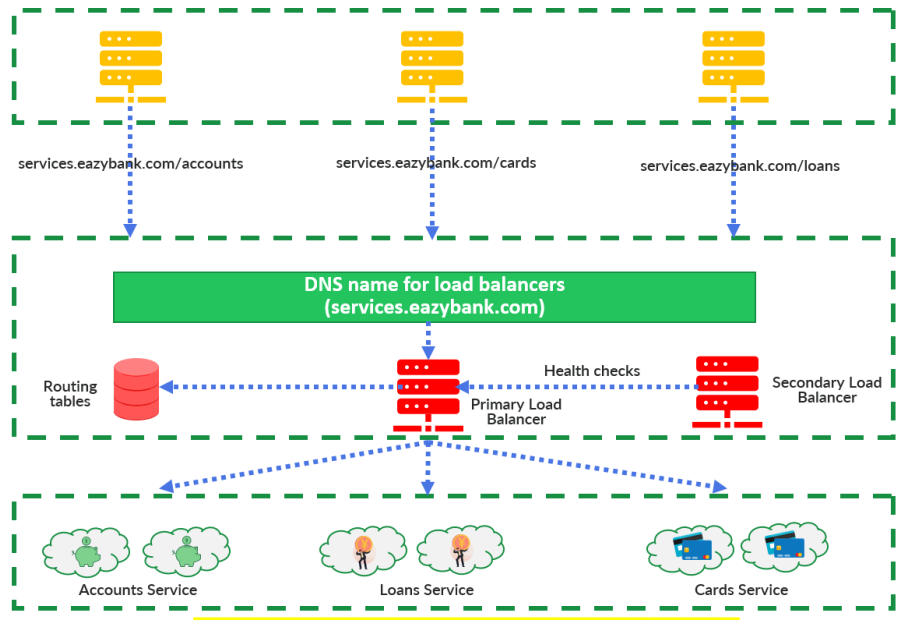 services.eazybank.com/accounts
services.eazybank.com/cards
services.eazybank.com/loans
DNS name for load balancers
(services.eazybank.com)
Routing
tables
Primary Load
Balancer
Health checks
Secondary Load
Balancer
Accounts Service
Loans Service
Cards Service